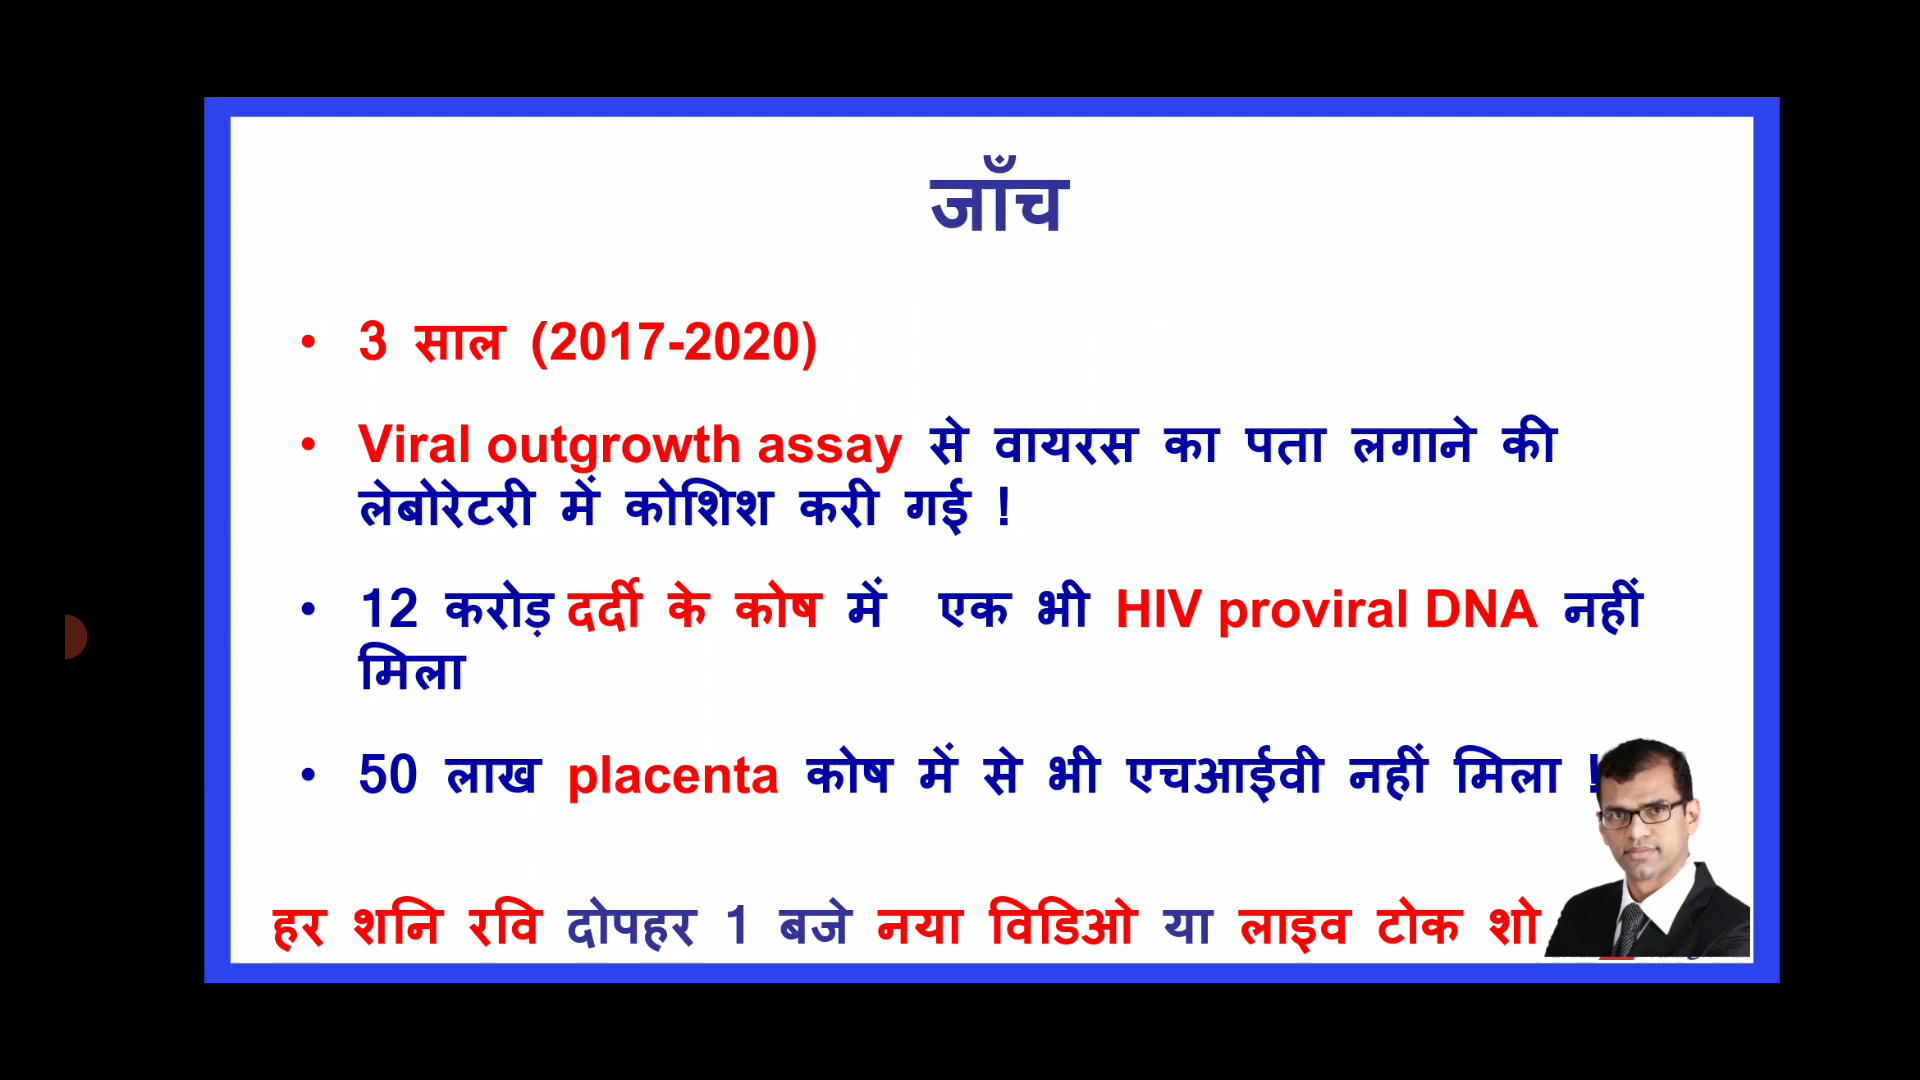 जाँच
• 3 साल (2017-2020)
• Viral outgrowth assay से वायरस का पता लगाने की
लेबोरेटरी में कोशिश करी गई !
• 12 करोड़ दर्दी के कोष में एक भी HIV proviral DNA नहीं
मिला
• 50 लाख placenta कोष में से भी एचआईवी नहीं मिला !
हर शनि रवि दोपहर 1 बजे नया विडिओ या लाइव टोक शो